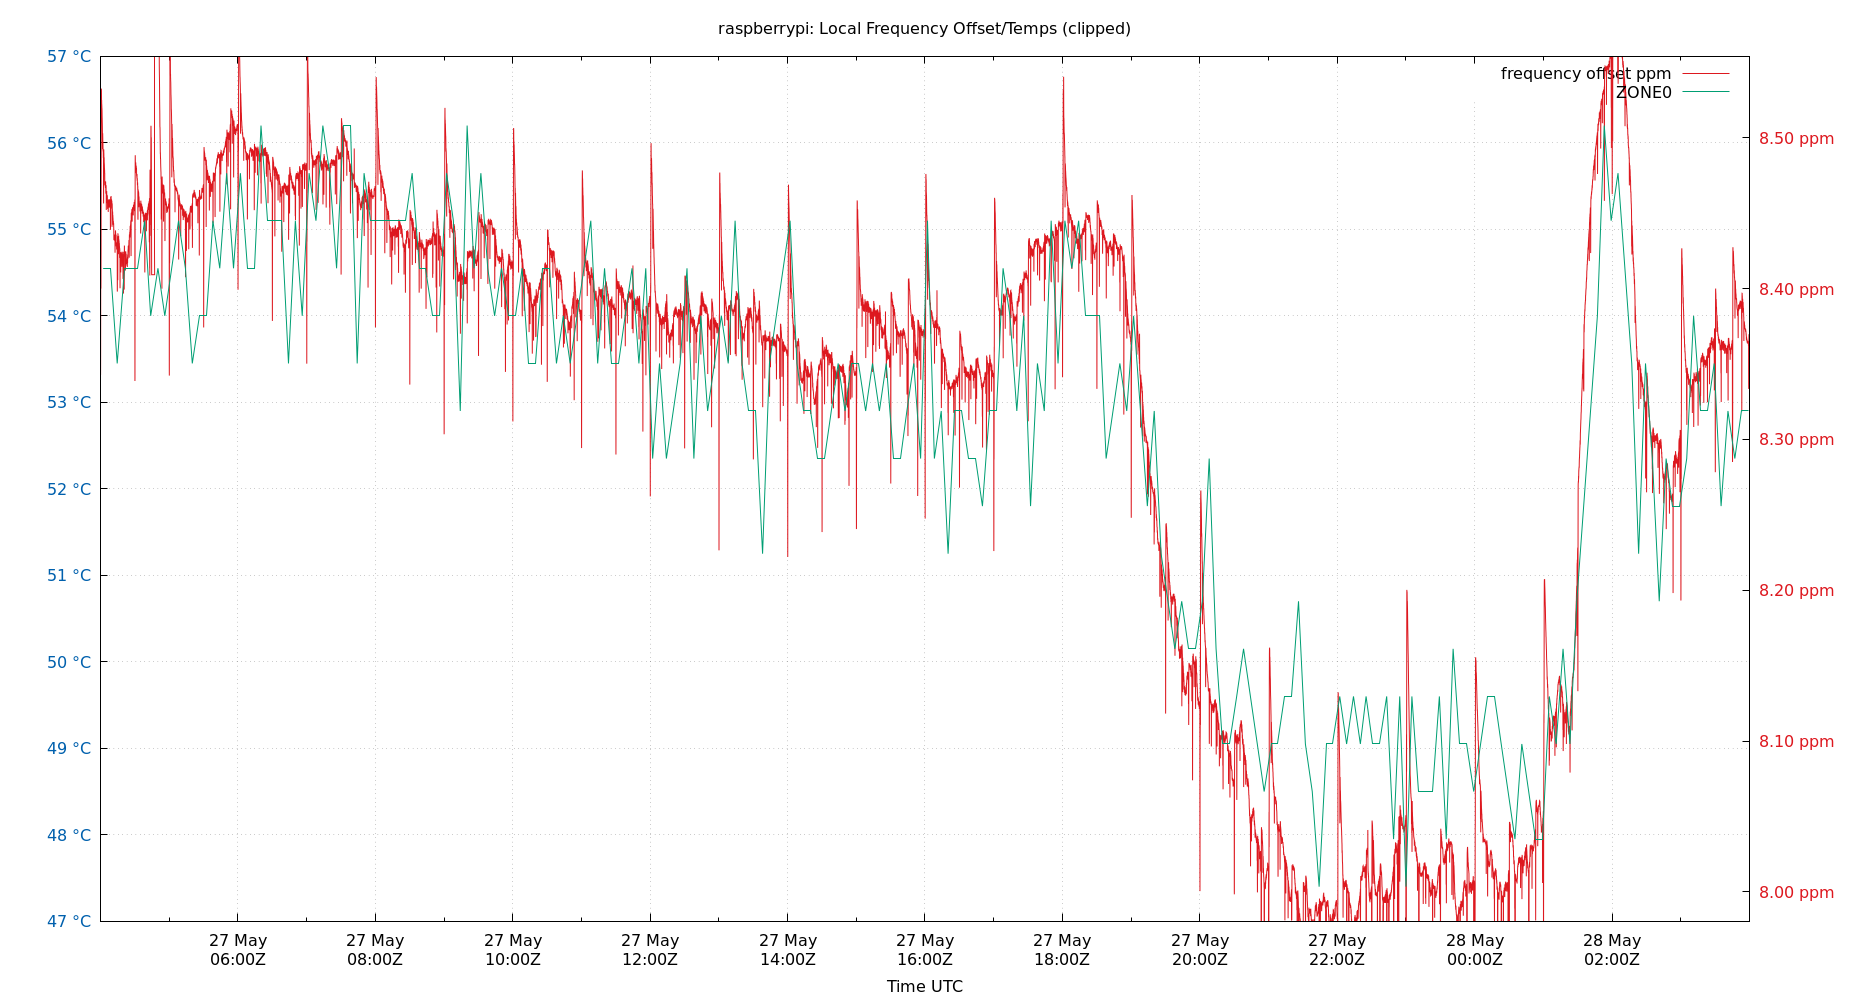 raspberrypi: Local Frequency Offset/Temps (clipped)
57 °C
56 °C
55 °C
54 °C
53 °C
52 °C
51 °C
50 °C
49 °C
48 °C
47 °C
frequency offset ppm
ZONE0
8.50 ppm
8.40 ppm
8.30 ppm
8.20 ppm
8.10 ppm
8.00 ppm
27 May
06:00Z
27 May
08:00Z
27 May
10:00Z
27 May
12:00Z
27 May
14:00Z
27 May
16:00Z
27 May
18:00Z
27 May
20:00Z
27 May
22:00Z
28 May
00:00Z
28 May
02:00Z
Time UTC